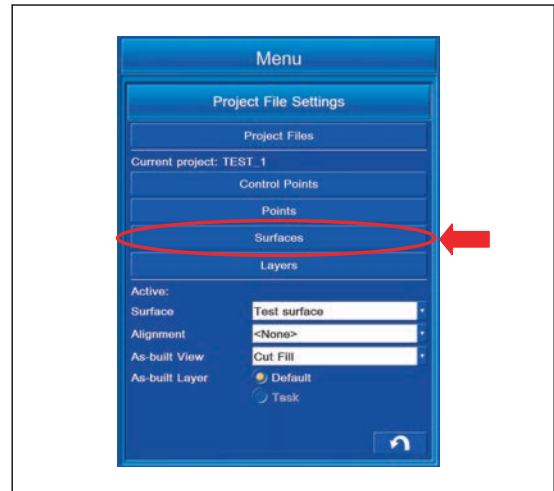 Menu
Project File Settings
Project Files
Current project: TEST_1
Control Points
Points
Surfaces
Layers
Active:
Surface Test surface
Alignment <None>
As-built View Cut Fill
As-built Layer Default
Task